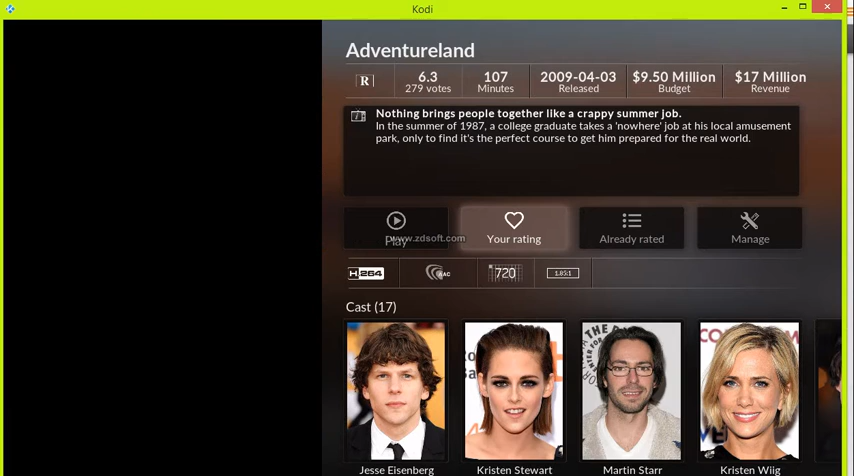 Kodi
Adventureland
R
6.3
279 votes
107
Minutes
2009-04-03
Released
$9.50 Million
Budget
$17 Million
Revenue
Nothing brings people together like a crappy summer job.
In the summer of 1987, a college graduate takes a 'nowhere' job at his local amusement
park, only to find it's the perfect course to get him prepared for the real world.
Play
www.zdsoft.com
Your rating
Already rated
Manage
H.264
AAC
720
1.85:1
Cast (17)
THE
Jesse Eisenberg
Kristen Stewart
Martin Starr
Kristen Wiig